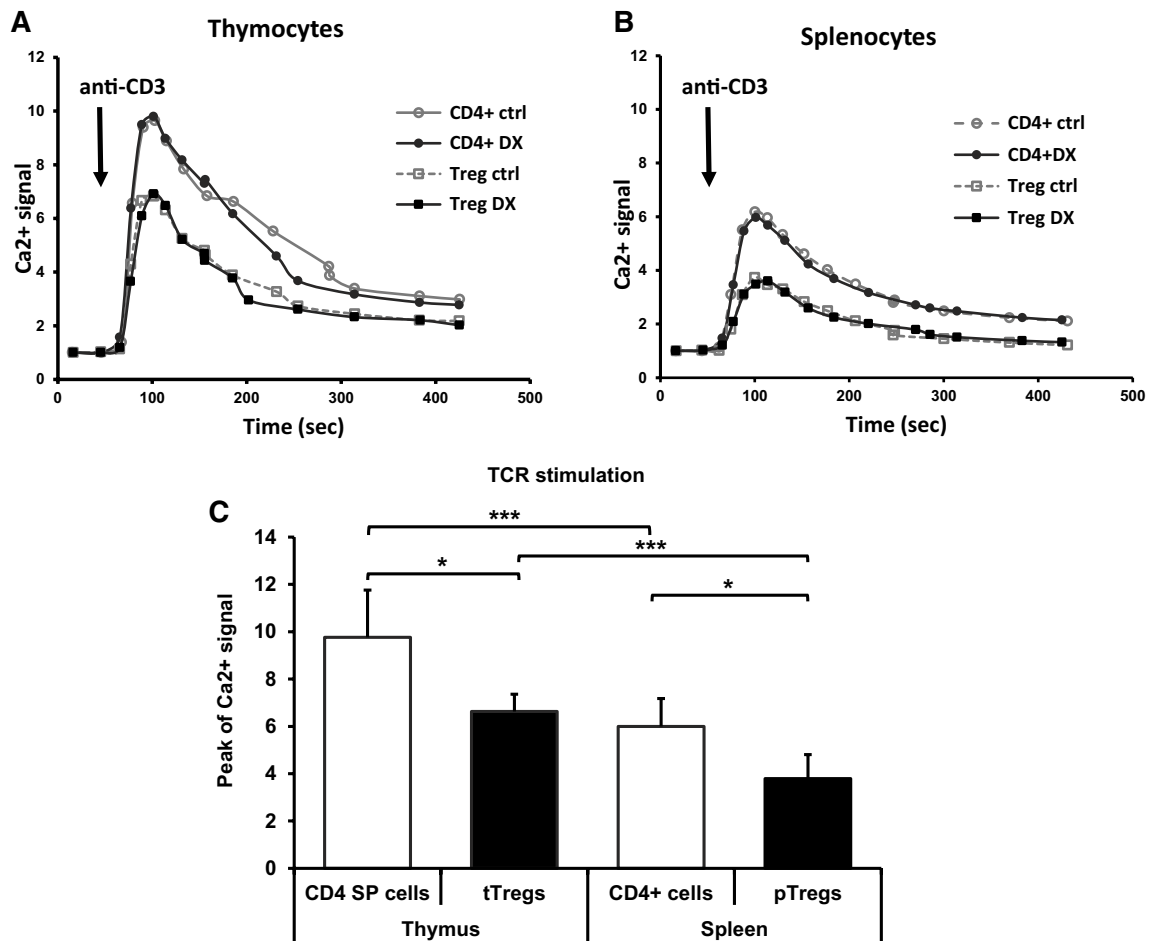 A
Thymocytes
12
10
8
6
4
2
0
Ca2+ signal
anti-CD3
CD4+ ctrl
CD4+ DX
Treg ctrl
Treg DX
0
100
200
300
400
500
Time (sec)
B
Splenocytes
12
10
8
6
4
2
0
Ca2+ signal
anti-CD3
CD4+ ctrl
CD4+DX
Treg ctrl
Treg DX
0
100
200
300
400
500
Time (sec)
TCR stimulation
C
14
12
10
8
6
4
2
0
Peak of Ca2+ signal
***
***
*
*
CD4 SP cells
tTregs
CD4+ cells
pTregs
Thymus
Spleen